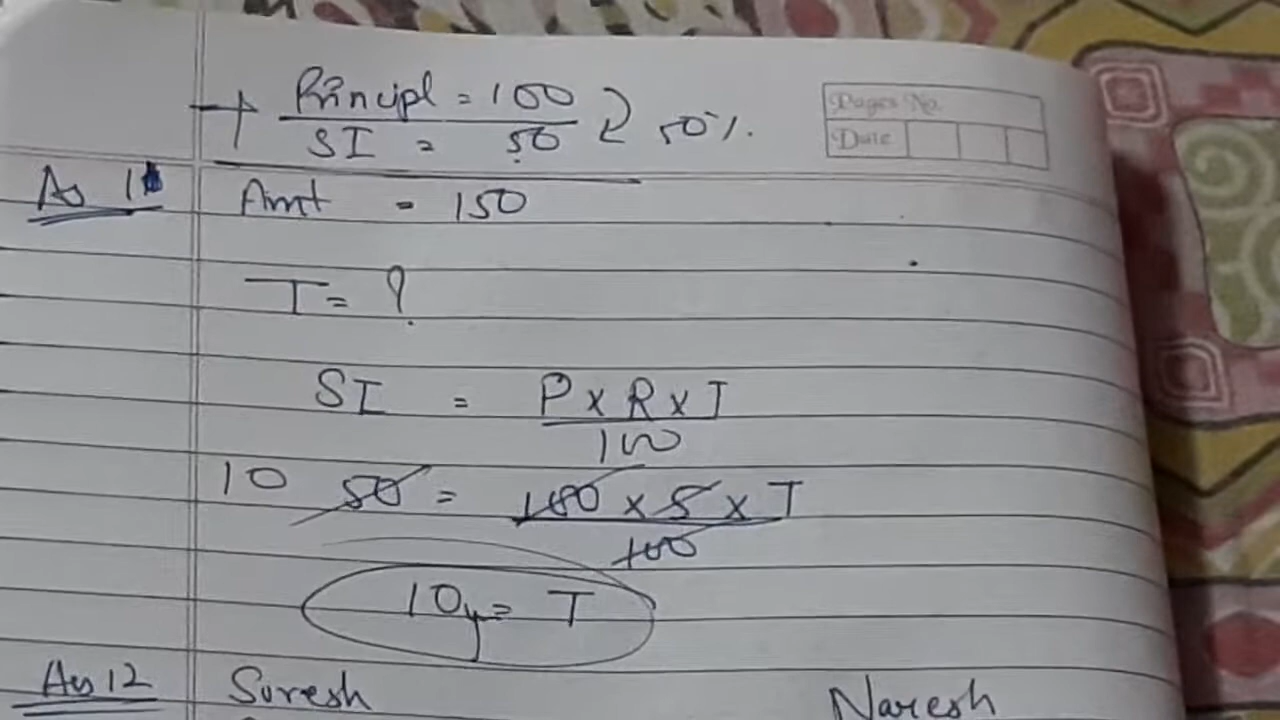 Principl = 100
+ SI = 50 50%.
Pages No.
Date
As 11 Amt = 150
T = ?
SI = P x R x T
100
10 50 = 100 x 5 x T
100
10y = T
As 12 Suresh Naresh